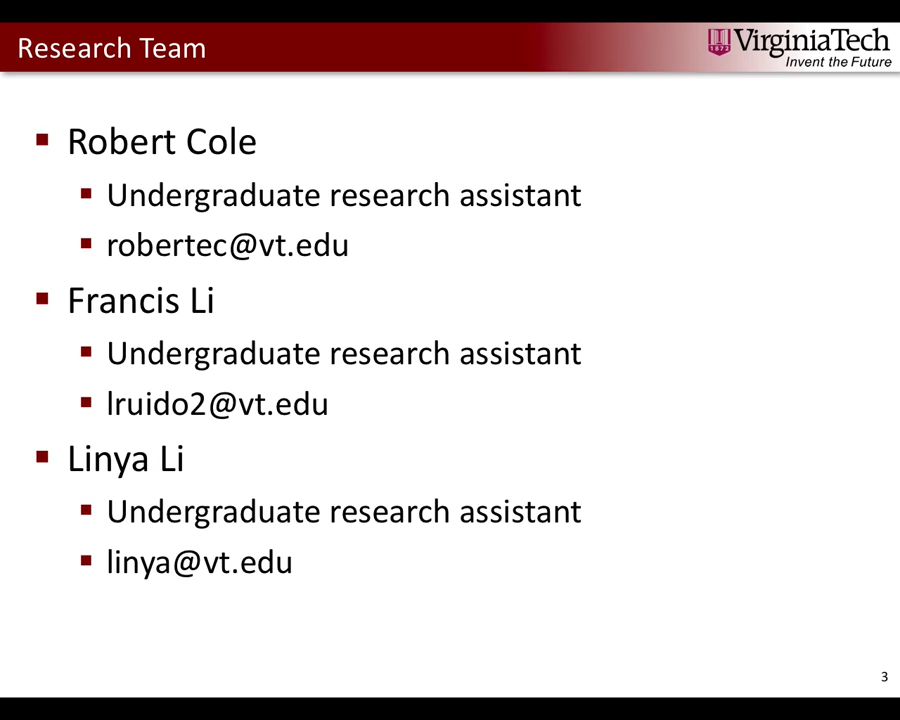 Research Team
1872
VirginiaTech
Invent the Future
Robert Cole
Undergraduate research assistant
robertec@vt.edu
Francis Li
Undergraduate research assistant
lruido2@vt.edu
Linya Li
Undergraduate research assistant
linya@vt.edu
3